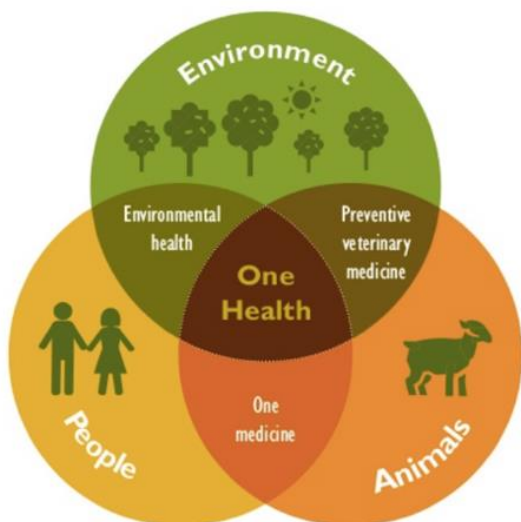 Environment
Environmental
health
Preventive
veterinary
medicine
One
Health
People
One
medicine
Animals